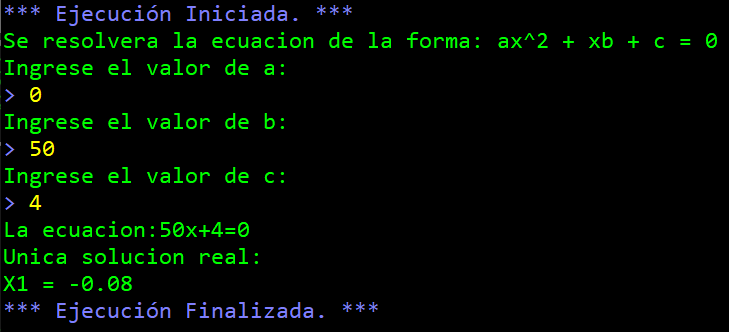 *** Ejecución Iniciada. ***
Se resolvera la ecuacion de la forma: ax^2 + xb + c = 0
Ingrese el valor de a:
> 0
Ingrese el valor de b:
> 50
Ingrese el valor de c:
> 4
La ecuacion:50x+4=0
Unica solucion real:
X1 = -0.08
*** Ejecución Finalizada. ***